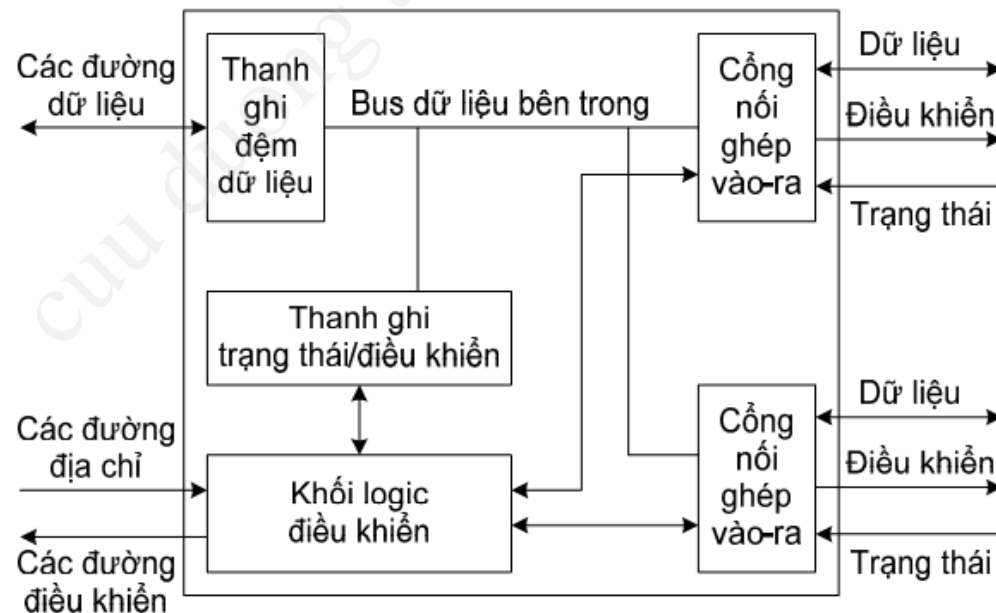 Các đường
dữ liệu
Thanh
ghi
đệm
dữ liệu
Bus dữ liệu bên trong
Cổng
nối
ghép
vào-ra
Dữ liệu
Điều khiển
Trạng thái
Thanh ghi
trạng thái/điều khiển
Các đường
địa chỉ
Khối logic
điều khiển
Các đường
điều khiển
Cổng
nối
ghép
vào-ra
Dữ liệu
Điều khiển
Trạng thái
cuu duong